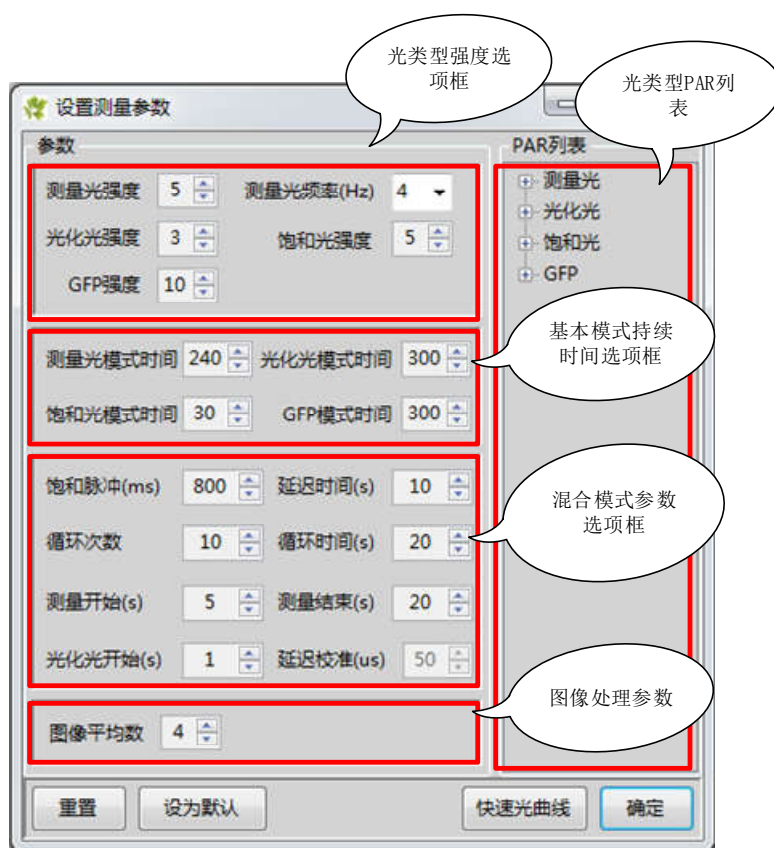 光类型强度选
项框
光类型PAR列
表
设置测量参数
参数
PAR列表
测量光强度 5 测量光频率(Hz) 4
光化光强度 3 饱和光强度 5
GFP强度 10
测量光
光化光
饱和光
GFP
基本模式持续
时间选项框
测量光模式时间 240 光化光模式时间 300
饱和光模式时间 30 GFP模式时间 300
饱和脉冲(ms) 800 延迟时间(s) 10
循环次数 10 循环时间(s) 20
测量开始(s) 5 测量结束(s) 20
光化光开始(s) 1 延迟校准(us) 50
混合模式参数
选项框
图像处理参数
图像平均数 4
重置 设为默认 快速光曲线 确定